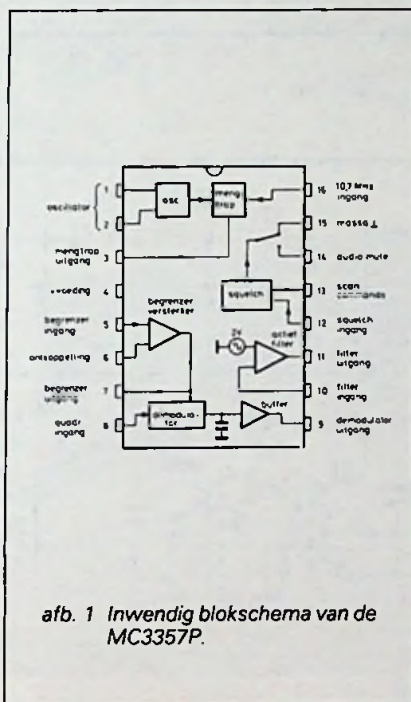 oscillator
1
2
mengtrap
uitgang
3
voeding
4
begrenzer
ingang
5
ontkoppeling
6
begrenzer
uitgang
7
quadr
ingang
8
osc
meng
trap
begrenzer
versterker
squelch
2V
actief
filter
demodula-
tor
buffer
16
10,7 MHz
ingang
15
massa ⊥
14
audio mute
13
scan
commando
12
squelch
ingang
11
filter
uitgang
10
filter
ingang
9
demodulator
uitgang
afb. 1 Inwendig blokschema van de
MC3357P.